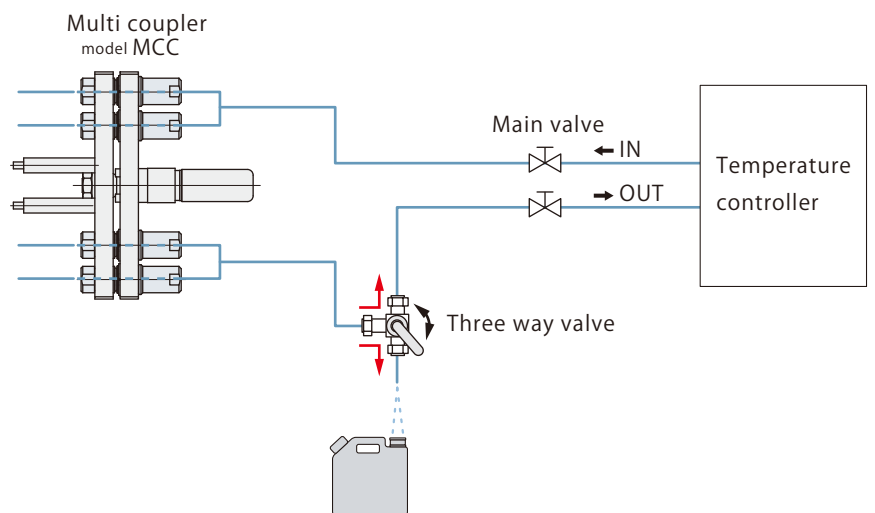 Multi coupler
model MCC
Main valve
← IN
→ OUT
Temperature
controller
Three way valve